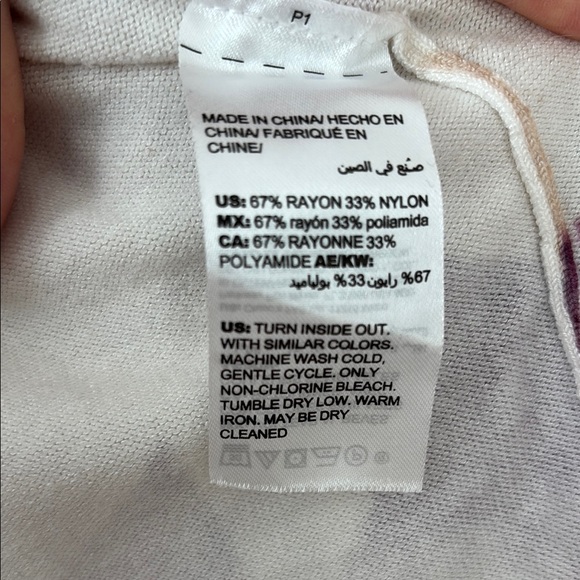 P1
MADE IN CHINA/ HECHO EN
CHINA/ FABRIQUÉ EN
CHINE/
صنع في الصين
US: 67% RAYON 33% NYLON
MX: 67% rayón 33% poliamida
CA: 67% RAYONNE 33%
POLYAMIDE AE/KW:
67% رايون 33% بولياميد
US: TURN INSIDE OUT.
WITH SIMILAR COLORS.
MACHINE WASH COLD,
GENTLE CYCLE. ONLY
NON-CHLORINE BLEACH.
TUMBLE DRY LOW. WARM
IRON. MAY BE DRY
CLEANED